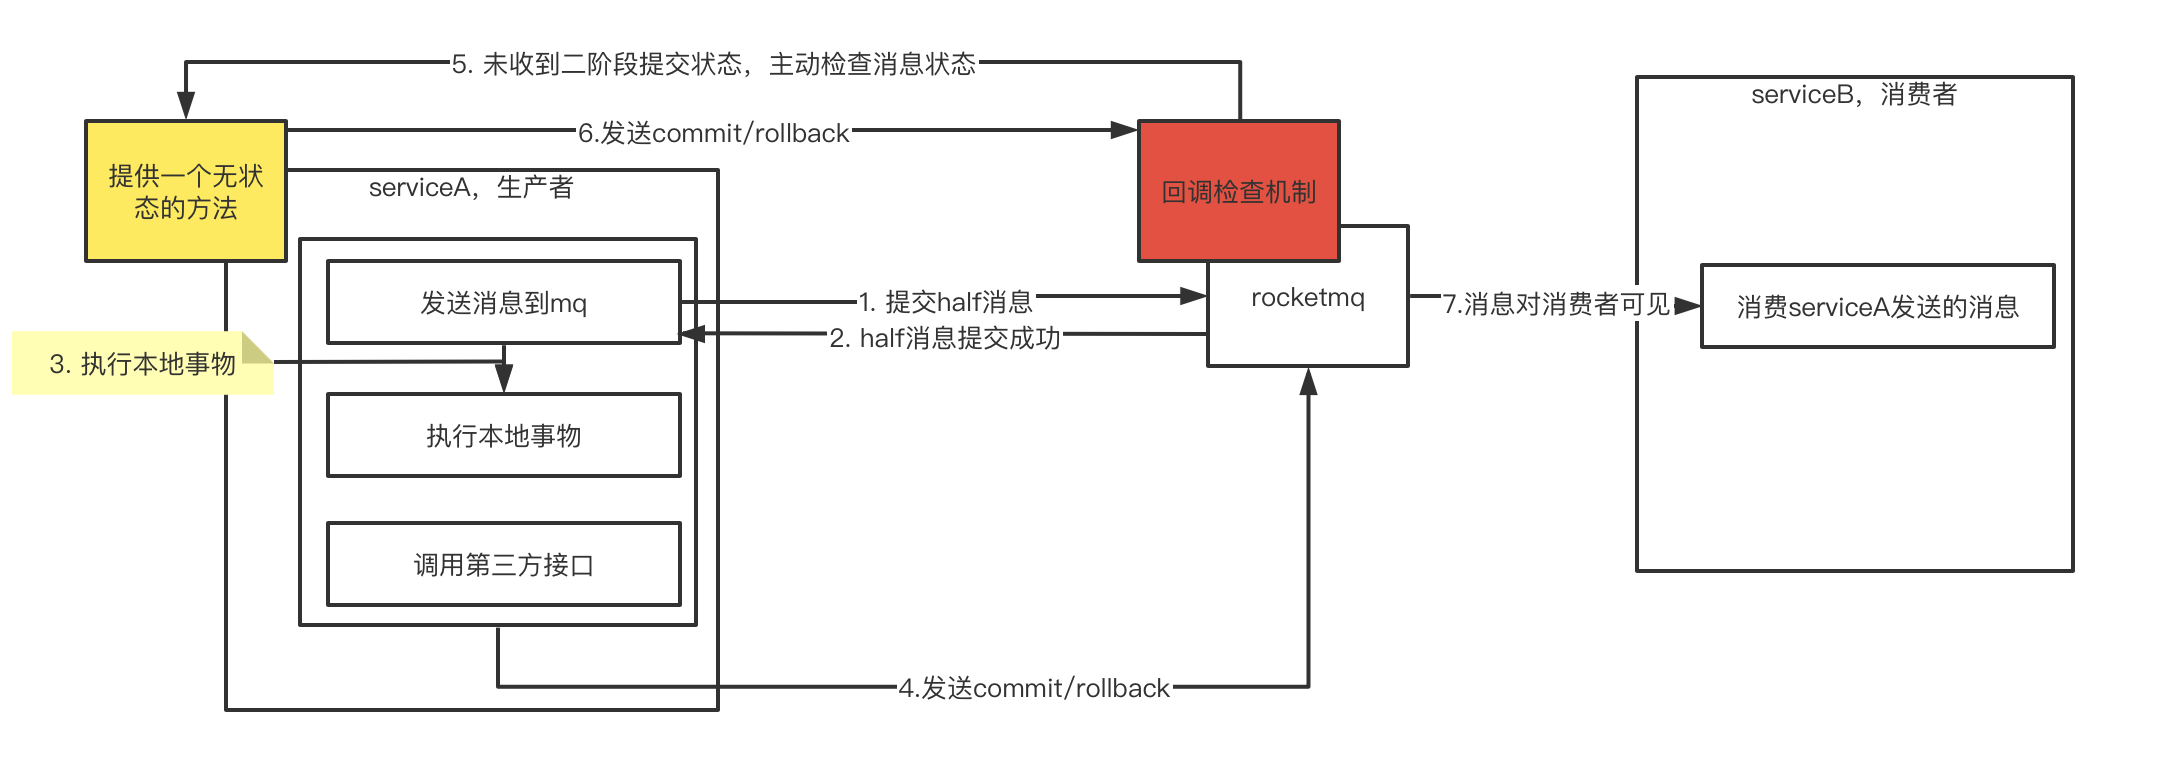 5. 未收到二阶段提交状态，主动检查消息状态
serviceB，消费者
6.发送commit/rollback
提供一个无状
态的方法
serviceA，生产者
回调检查机制
发送消息到mq
1. 提交half消息
rocketmq
7.消息对消费者可见
消费serviceA发送的消息
2. half消息提交成功
3. 执行本地事物
执行本地事物
调用第三方接口
4.发送commit/rollback